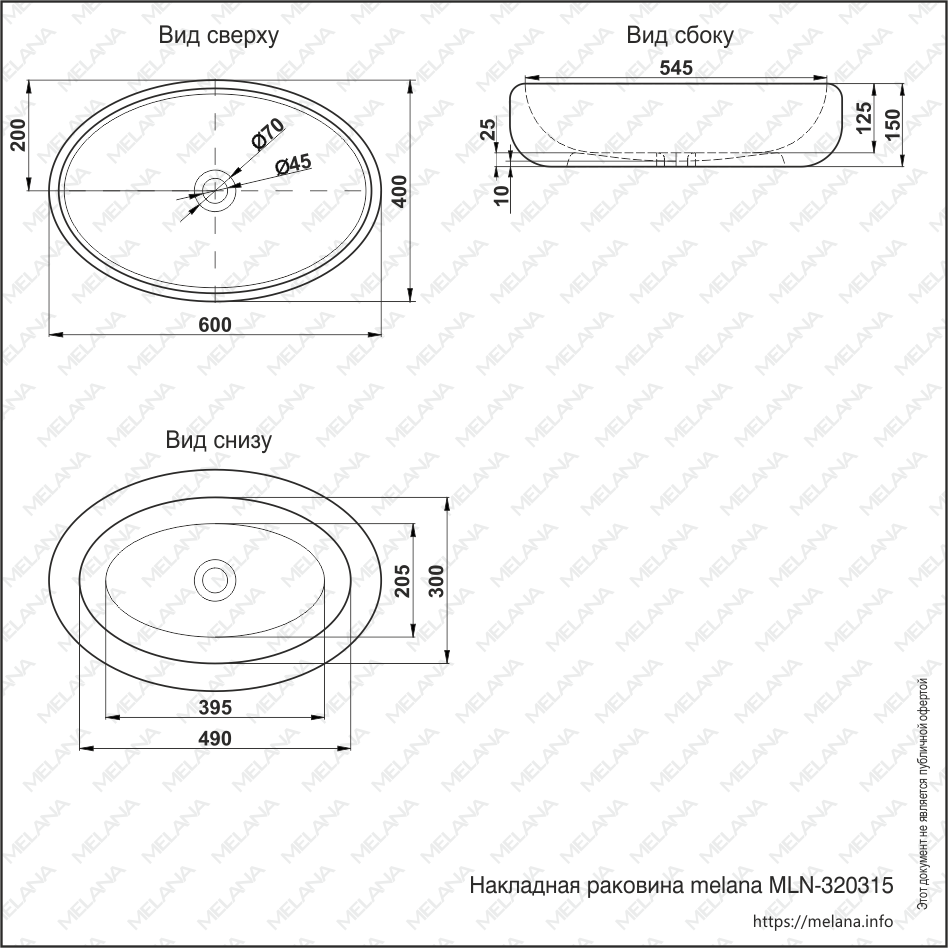 Вид сверху
Вид сбоку
200
Ø70
Ø45
400
600
545
25
10
125
150
Вид снизу
205
300
395
490
Накладная раковина melana MLN-320315
https://melana.info
Этот документ не является публичной офертой
MELANA